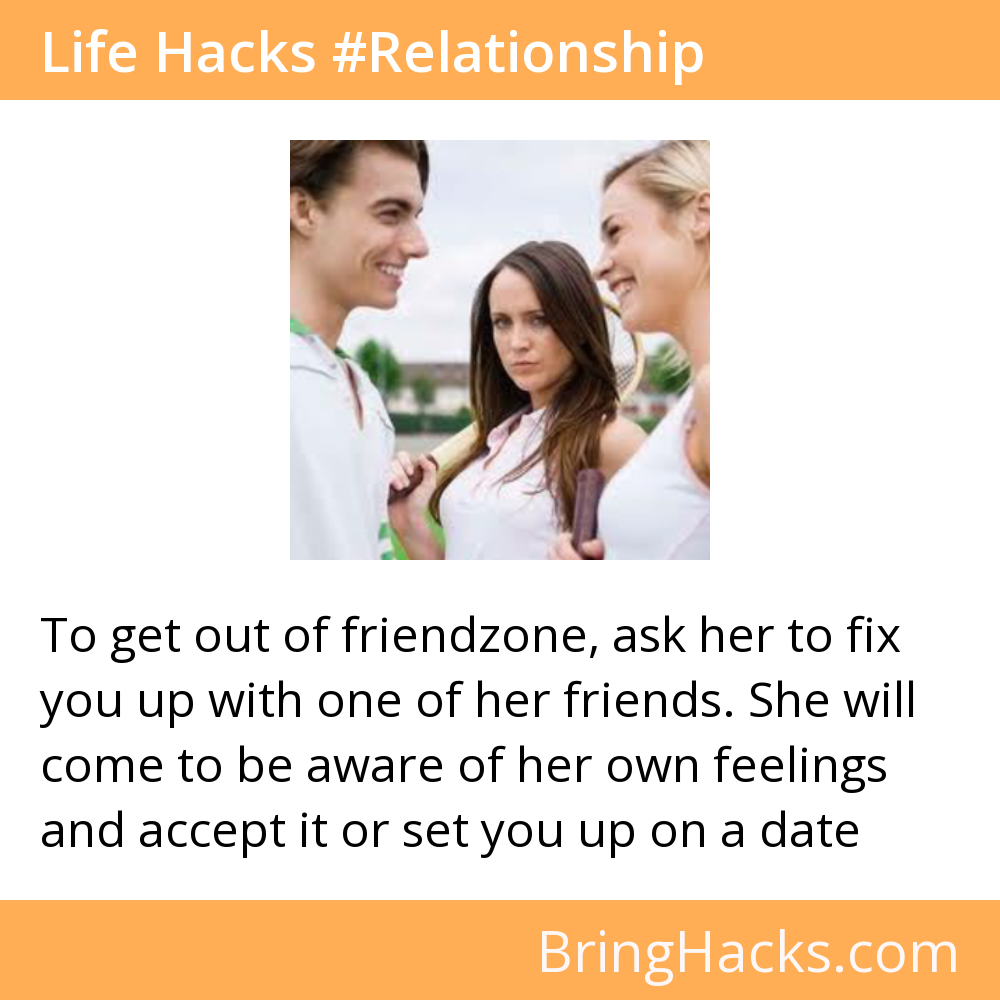 Life Hacks #Relationship
To get out of friendzone, ask her to fix
you up with one of her friends. She will
come to be aware of her own feelings
and accept it or set you up on a date
BringHacks.com